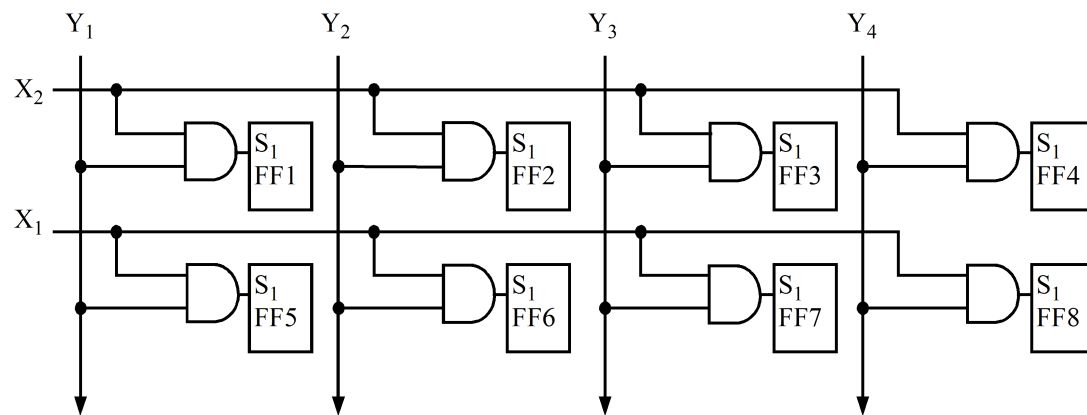 Y1 Y2 Y3 Y4
X2
S1 S1 S1 S1
FF1 FF2 FF3 FF4
X1
S1 S1 S1 S1
FF5 FF6 FF7 FF8